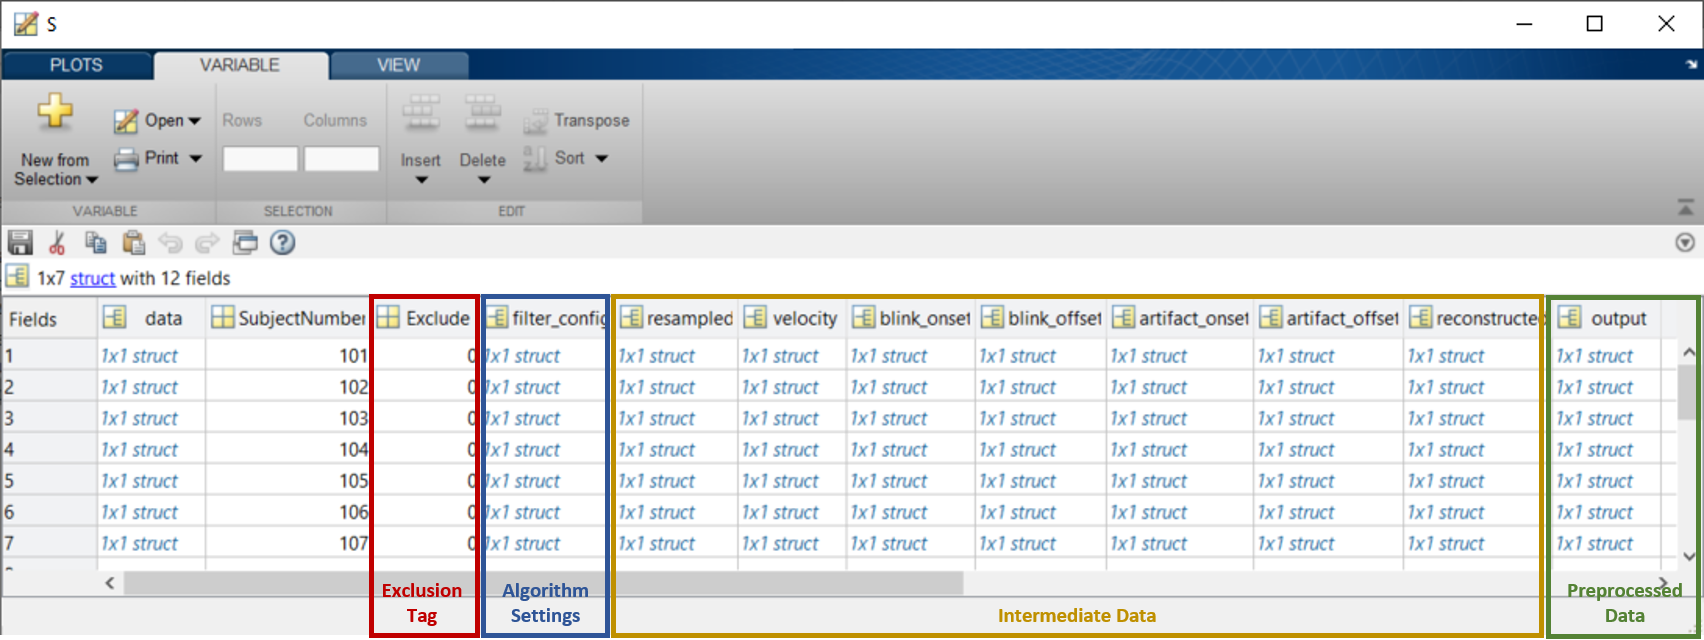 S
PLOTS VARIABLE VIEW
New from Selection Open Print Rows Columns Insert Delete Transpose Sort
VARIABLE SELECTION EDIT
1x7 struct with 12 fields
Fields data SubjectNumber Exclude filter_config resampled velocity blink_onset blink_offset artifact_onset artifact_offset reconstructed output
1 1x1 struct 101 0 1x1 struct 1x1 struct 1x1 struct 1x1 struct 1x1 struct 1x1 struct 1x1 struct 1x1 struct 1x1 struct
2 1x1 struct 102 0 1x1 struct 1x1 struct 1x1 struct 1x1 struct 1x1 struct 1x1 struct 1x1 struct 1x1 struct 1x1 struct
3 1x1 struct 103 0 1x1 struct 1x1 struct 1x1 struct 1x1 struct 1x1 struct 1x1 struct 1x1 struct 1x1 struct 1x1 struct
4 1x1 struct 104 0 1x1 struct 1x1 struct 1x1 struct 1x1 struct 1x1 struct 1x1 struct 1x1 struct 1x1 struct 1x1 struct
5 1x1 struct 105 0 1x1 struct 1x1 struct 1x1 struct 1x1 struct 1x1 struct 1x1 struct 1x1 struct 1x1 struct 1x1 struct
6 1x1 struct 106 0 1x1 struct 1x1 struct 1x1 struct 1x1 struct 1x1 struct 1x1 struct 1x1 struct 1x1 struct 1x1 struct
7 1x1 struct 107 0 1x1 struct 1x1 struct 1x1 struct 1x1 struct 1x1 struct 1x1 struct 1x1 struct 1x1 struct 1x1 struct
Exclusion Tag
Algorithm Settings
Intermediate Data
Preprocessed Data